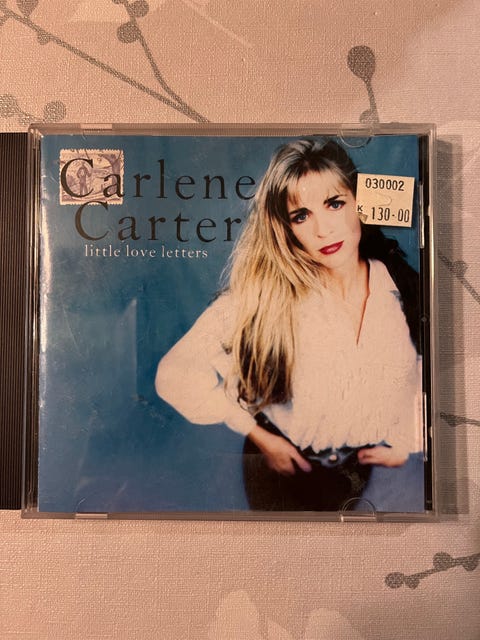 Carlene
Carter
little love letters
030002
K 130-00